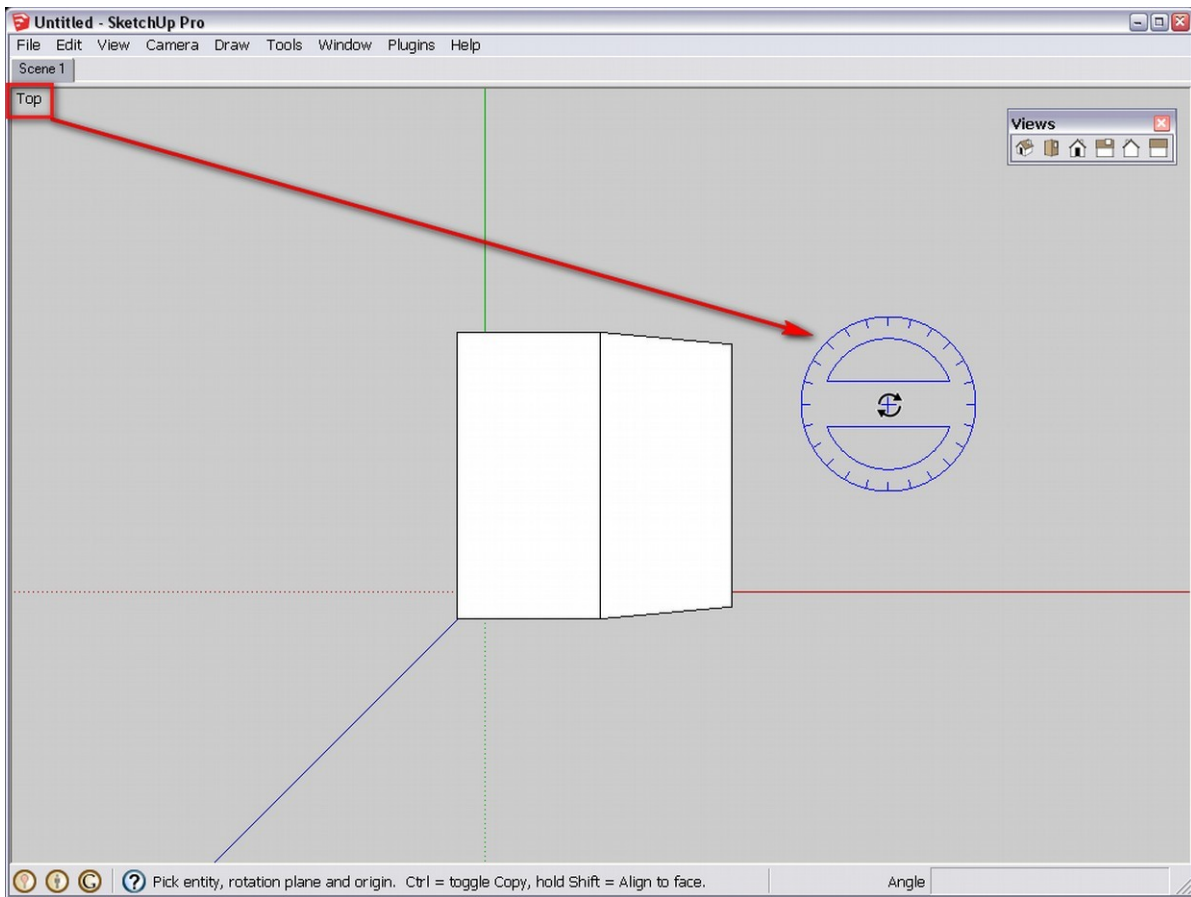 Untitled - SketchUp Pro
File Edit View Camera Draw Tools Window Plugins Help
Scene 1
Top
Views
Pick entity, rotation plane and origin. Ctrl = toggle Copy, hold Shift = Align to face.
Angle